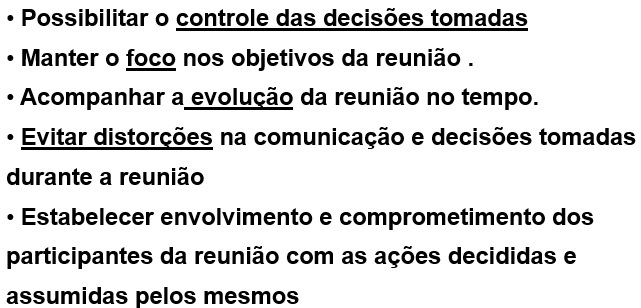 • Possibilitar o controle das decisões tomadas
• Manter o foco nos objetivos da reunião .
• Acompanhar a evolução da reunião no tempo.
• Evitar distorções na comunicação e decisões tomadas
durante a reunião
• Estabelecer envolvimento e comprometimento dos
participantes da reunião com as ações decididas e
assumidas pelos mesmos